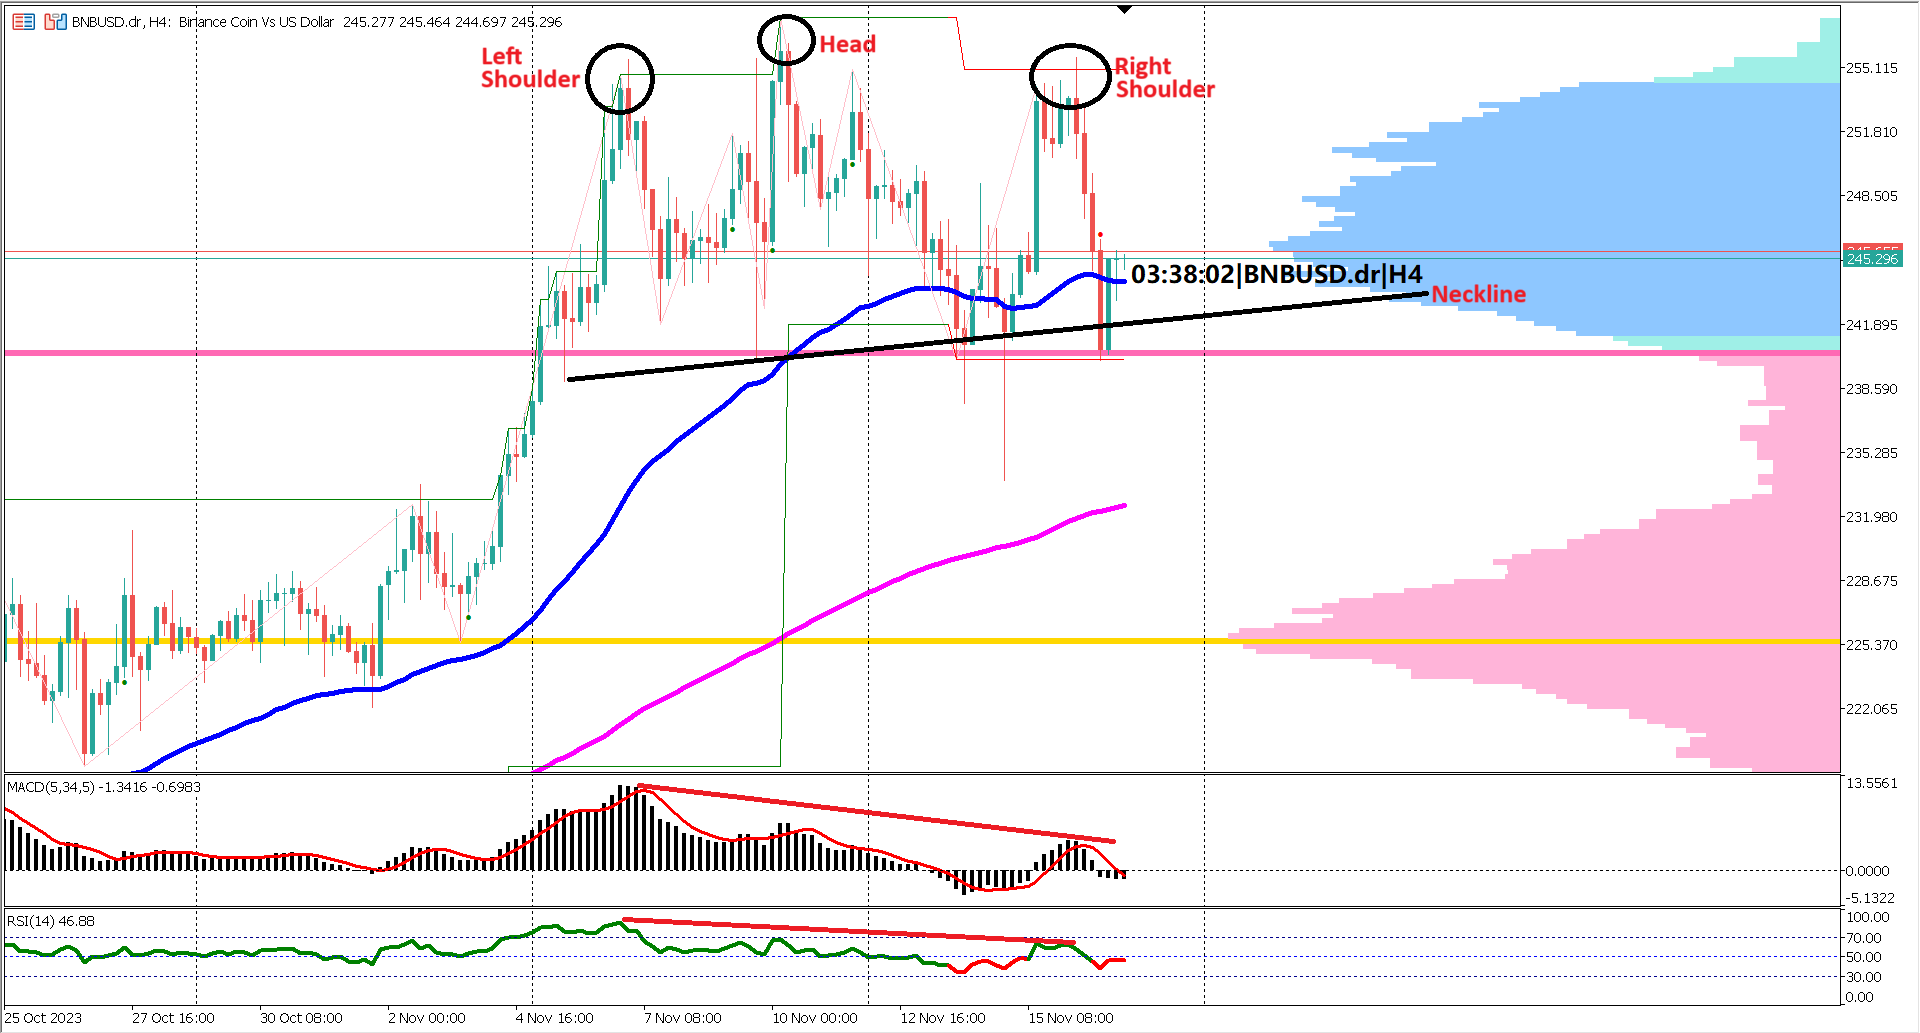 BNBUSD.dr, H4: Binance Coin Vs US Dollar 245.277 245.464 244.697 245.296
Left
Shoulder
Head
Right
Shoulder
03:38:02|BNBUSD.dr|H4
Neckline
255.115
251.810
248.505
245.296
241.895
238.590
235.285
231.980
228.675
225.370
222.065
MACD(5,34,5) -1.3416 -0.6983
13.5561
0.0000
-5.1322
RSI(14) 46.88
100.00
70.00
50.00
30.00
0.00
25 Oct 2023
27 Oct 16:00
30 Oct 08:00
2 Nov 00:00
4 Nov 16:00
7 Nov 08:00
10 Nov 00:00
12 Nov 16:00
15 Nov 08:00